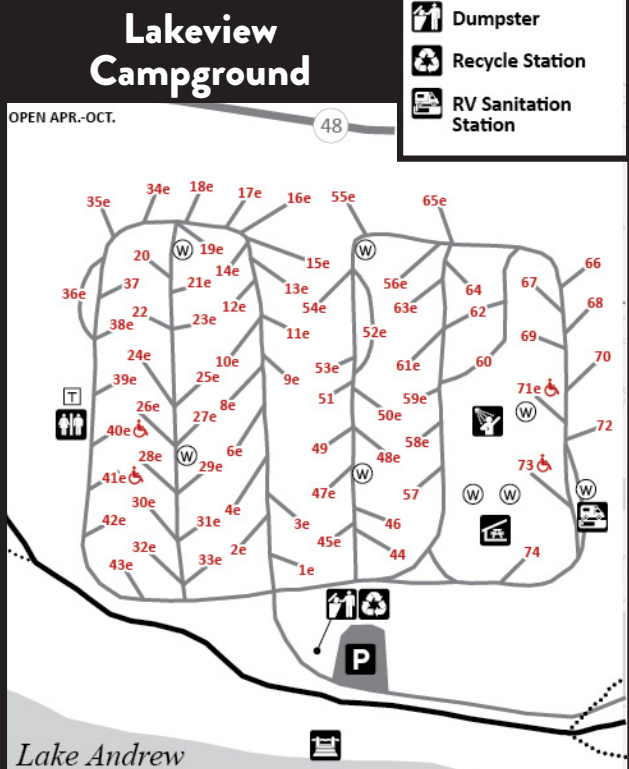 Lakeview
Campground
Dumpster
Recycle Station
RV Sanitation
Station
OPEN APR.-OCT.
48
34e 18e 17e 16e 55e 65e
35e
W 19e W
20 14e 15e 66
36e 37 21e 13e 56e 64 67
22 12e 54e 63e 62 68
38e 23e
11e 52e 69
24e 10e 53e 61e 60 70
39e 25e 9e
T 51 59e 71e
26e 8e 50e W
40e 27e 72
28e 6e 49 48e 58e
W 29e 73
41e W
30e 47e 57 W W W
42e 31e 4e 3e 46
32e 2e 45e 44 74
43e 33e 1e
P
Lake Andrew